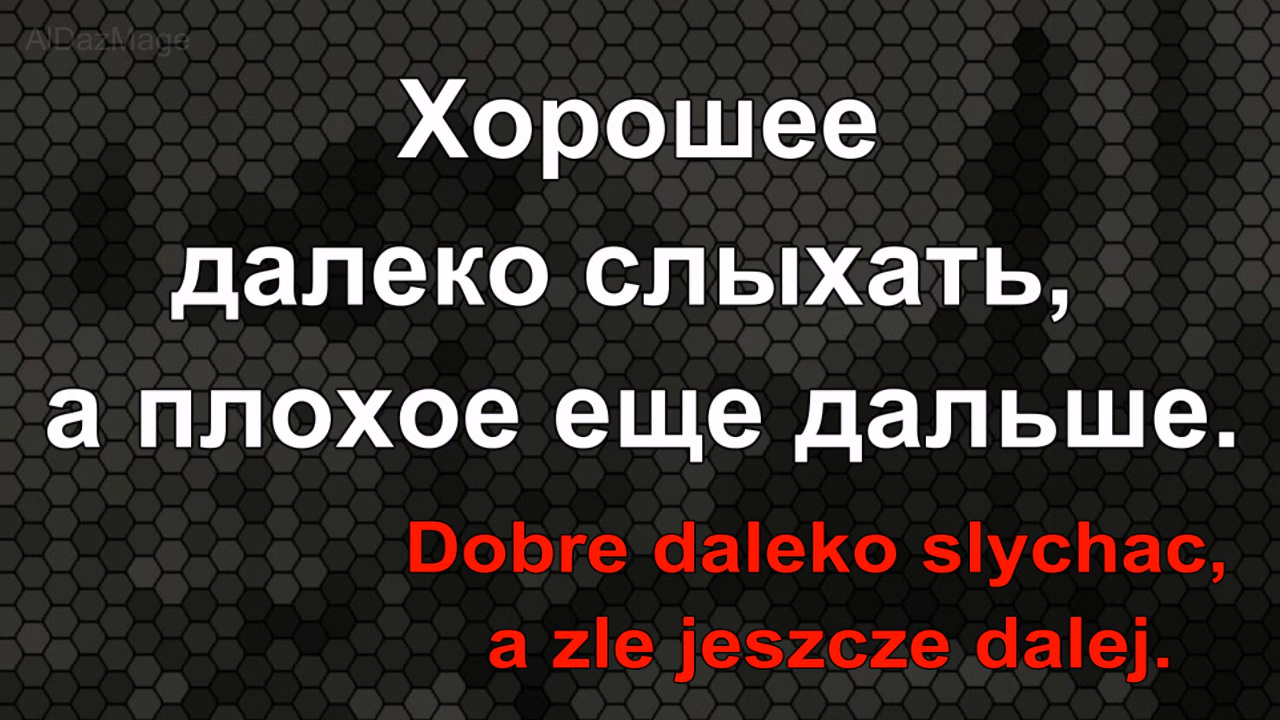 AlDazMage
Хорошее
далеко слыхать,
а плохое еще дальше.
Dobre daleko slychac,
a zle jeszcze dalej.